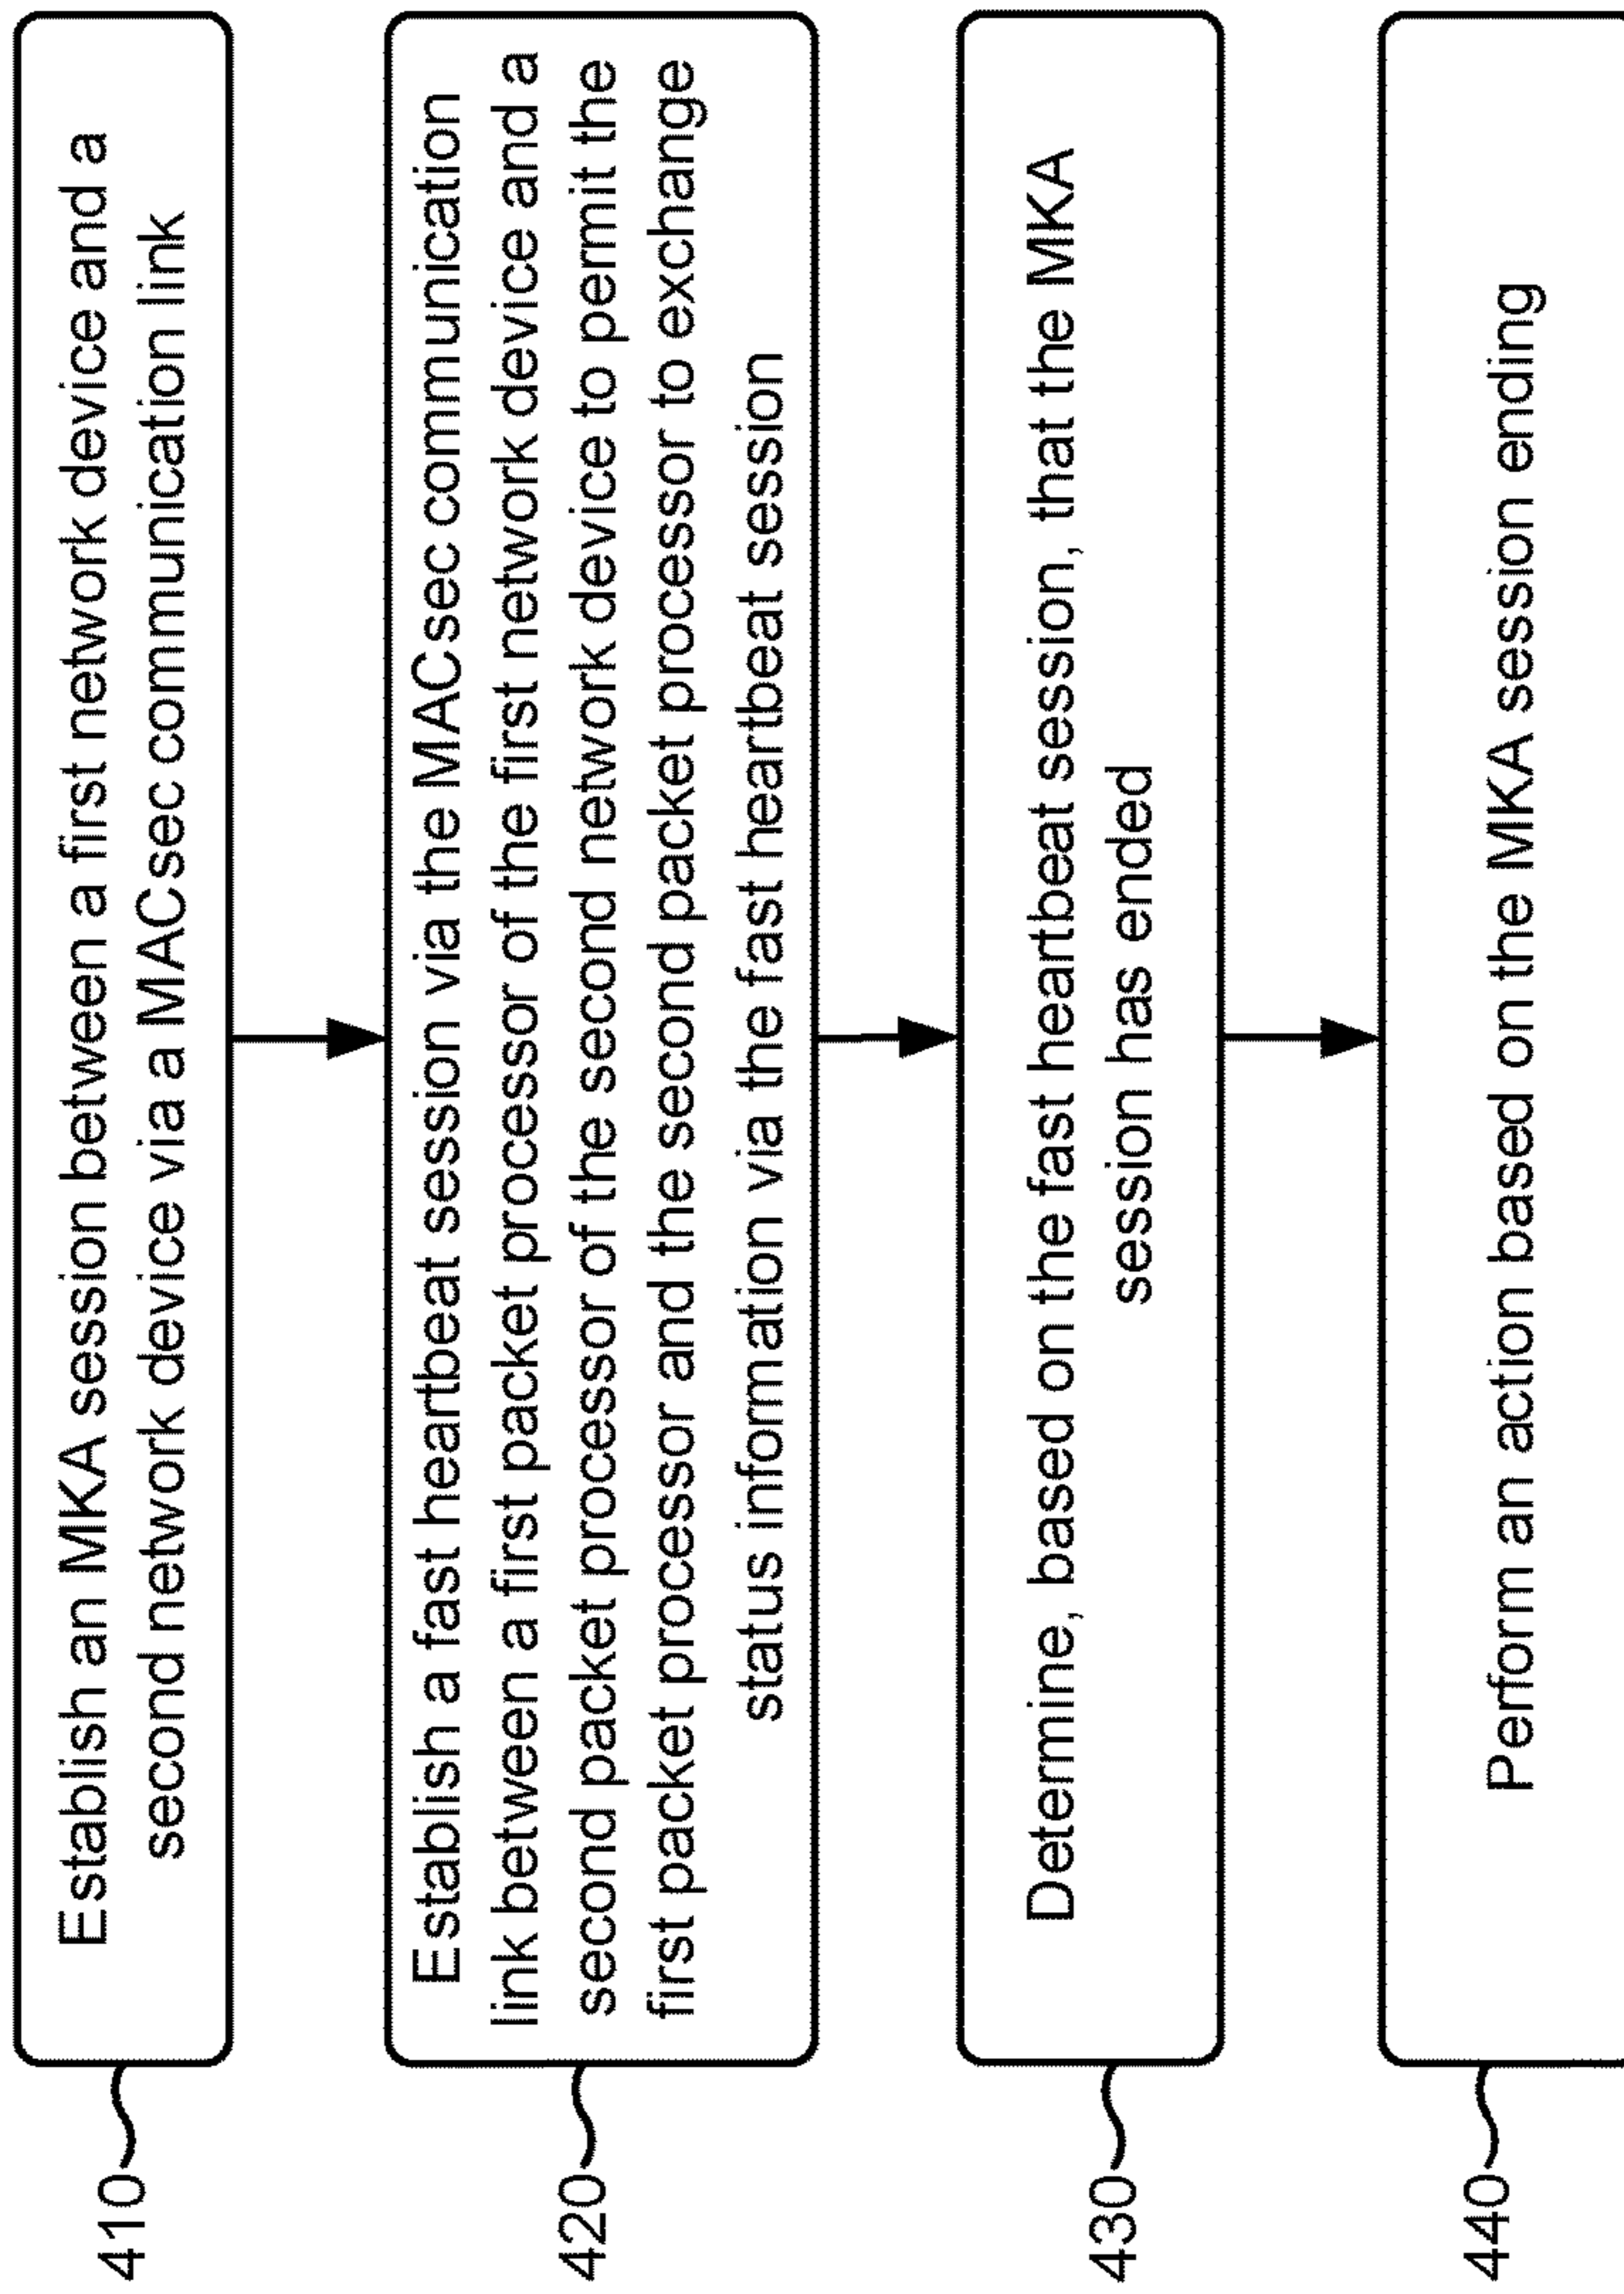 410
Establish an MKA session between a first network device and a
second network device via a MACsec communication link
420
Establish a fast heartbeat session via the MACsec communication
link between a first packet processor of the first network device and a
second packet processor of the second network device to permit the
first packet processor and the second packet processor to exchange
status information via the fast heartbeat session
430
Determine, based on the fast heartbeat session, that the MKA
session has ended
440
Perform an action based on the MKA session ending